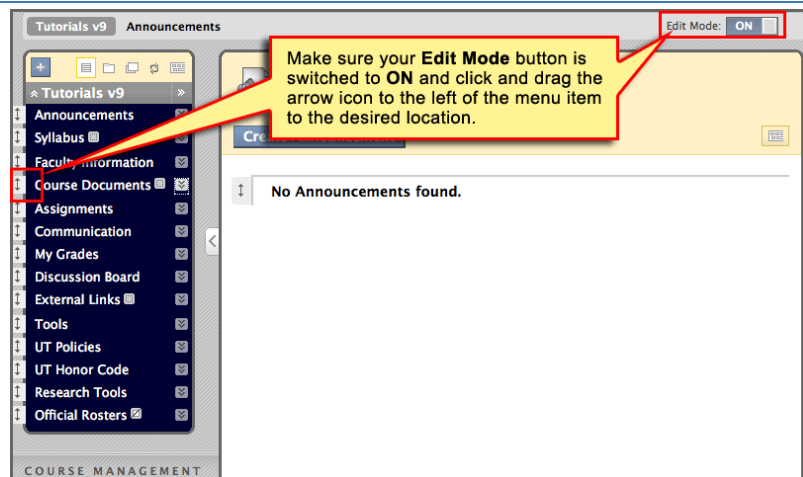 Tutorials v9 Announcements
Edit Mode: ON
Make sure your Edit Mode button is
switched to ON and click and drag the
arrow icon to the left of the menu item
to the desired location.
Tutorials v9
Announcements
Syllabus
Faculty Information
Course Documents
Assignments
Communication
My Grades
Discussion Board
External Links
Tools
UT Policies
UT Honor Code
Research Tools
Official Rosters
COURSE MANAGEMENT
No Announcements found.